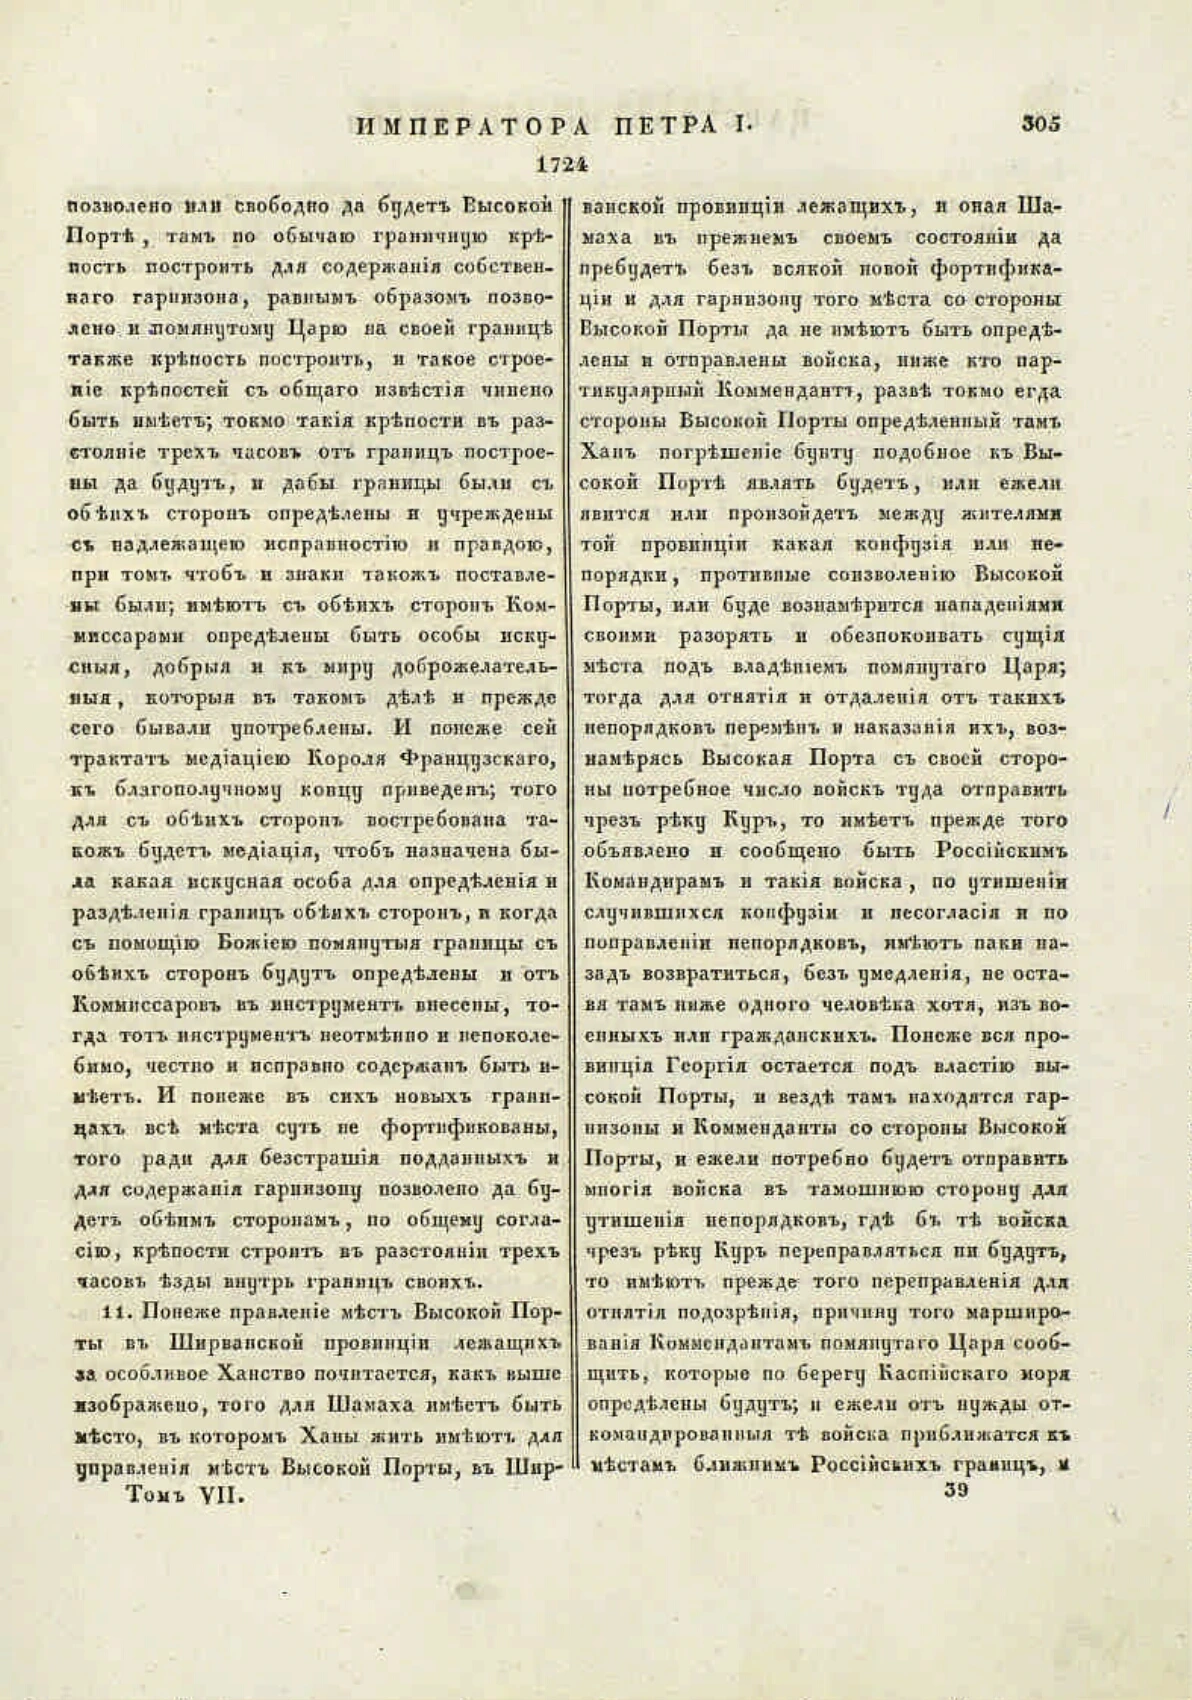 ИМПЕРАТОРА ПЕТРА I.
305
1724
позволено или свободно да будетъ Высокой
Портѣ, тамъ по обычаю граничную крѣ-
пость построить для содержанія собствен-
наго гарнизона, равнымъ образомъ позво-
лено и помянутому Царю на своей границѣ
также крѣпость построить, и такое строе-
ніе крѣпостей съ общаго извѣстія чинено
быть имѣетъ; токмо такія крѣпости въ раз-
стояніе трехъ часовъ отъ границъ построе-
ны да будутъ, и дабы границы были съ
обѣихъ сторонъ опредѣлены и учреждены
съ надлежащею исправностію и правдою,
при томъ чтобъ и знаки такожъ поставле-
ны были; имѣютъ съ обѣихъ сторонъ Ком-
миссарами опредѣлены быть особы иску-
сныя, добрыя и къ миру доброжелатель-
ныя, которыя въ такомъ дѣлѣ и прежде
сего бывали употреблены. И понеже сей
трактатъ медіаціею Короля Французскаго,
къ благополучному концу приведенъ; того
для съ обѣихъ сторонъ востребована та-
кожъ будетъ медіація, чтобъ назначена бы-
ла какая искусная особа для опредѣленія и
раздѣленія границъ обѣихъ сторонъ, и когда
съ помощію Божіею помянутыя границы съ
обѣихъ сторонъ будутъ опредѣлены и отъ
Коммиссаровъ въ инструментъ внесены, то-
гда тотъ инструментъ неотмѣнно и непоколе-
бимо, честно и исправно содержанъ быть и-
мѣетъ. И понеже въ сихъ новыхъ грани-
цахъ всѣ мѣста суть не фортификованы,
того ради для безстрашія подданныхъ и
для содержанія гарнизону позволено да бу-
детъ обѣимъ сторонамъ, по общему согла-
сію, крѣпости строить въ разстояніи трехъ
часовъ ѣзды внутрь границъ своихъ.
11. Понеже правленіе мѣстъ Высокой Пор-
ты въ Ширванской провинціи лежащихъ
за особливое Ханство почитается, какъ выше
изображено, того для Шамаха имѣетъ быть
мѣсто, въ которомъ Ханы жить имѣютъ для
управленія мѣстъ Высокой Порты, въ Шир-
Томъ VII.
ванской провинціи лежащихъ, и оная Ша-
маха въ прежнемъ своемъ состояніи да
пребудетъ безъ всякой новой фортифика-
ціи и для гарнизону того мѣста со стороны
Высокой Порты да не имѣютъ быть опредѣ-
лены и отправлены войска, ниже кто пар-
тикулярный Коммендантъ, развѣ токмо егда
стороны Высокой Порты опредѣленный тамъ
Ханъ погрѣшеніе бунту подобное къ Вы-
сокой Портѣ являть будетъ, или ежели
явится или произойдетъ между жителями
той провинціи какая конфузія или не-
порядки, противные соизволенію Высокой
Порты, или буде вознамѣрится нападеніями
своими разорять и обезпокоивать сущія
мѣста подъ владѣніемъ помянутаго Царя;
тогда для отнятія и отдаленія отъ такихъ
непорядковъ перемѣнъ и наказанія ихъ, воз-
намѣрясь Высокая Порта съ своей сторо-
ны потребное число войскъ туда отправить
чрезъ рѣку Куръ, то имѣетъ прежде того
объявлено и сообщено быть Россійскимъ
Командирамъ и такія войска, по утишеніи
случившихся конфузіи и несогласія и по
поправленіи непорядковъ, имѣютъ паки на-
задъ возвратиться, безъ умедленія, не оста-
вя тамъ ниже одного человѣка хотя, изъ во-
енныхъ или гражданскихъ. Понеже вся про-
винція Георгія остается подъ властію вы-
сокой Порты, и вездѣ тамъ находятся гар-
низоны и Комменданты со стороны Высокой
Порты, и ежели потребно будетъ отправить
многія войска въ тамошнюю сторону для
утишенія непорядковъ, гдѣ бъ тѣ войска
чрезъ рѣку Куръ переправляться ни будутъ,
то имѣютъ прежде того переправленія для
отнятія подозрѣнія, причину того марширо-
ванія Коммендантамъ помянутаго Царя сооб-
щить, которые по берегу Каспійскаго моря
опредѣлены будутъ; и ежели отъ нужды от-
командированныя тѣ войска приближатся къ
мѣстамъ ближнимъ Россійскихъ границъ, и
39